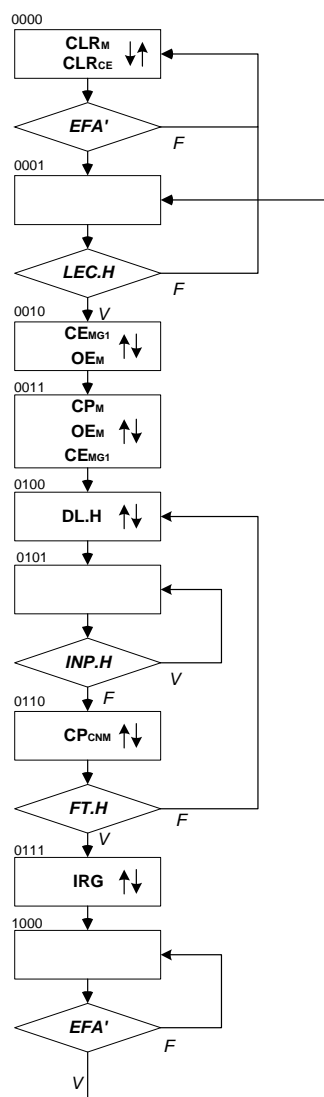 0000
CLRM
CLRCE
EFA'
F
0001
LEC.H
F
V
0010
CEMG1
OEM
0011
CPM
OEM
CEMG1
0100
DL.H
0101
INP.H
V
F
0110
CPCNM
FT.H
F
V
0111
IRG
1000
EFA'
F
V